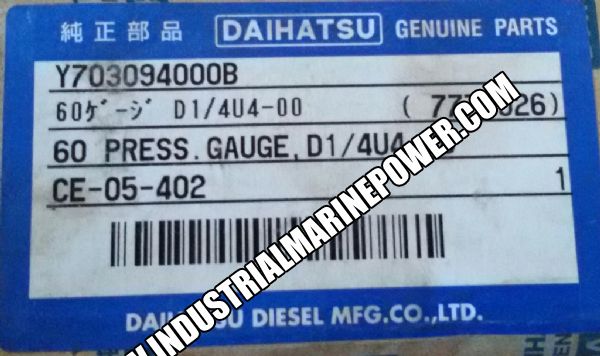 純正部品 DAIHATSU GENUINE PARTS
Y703094000B
60ゲージ D1/4U4-00
60 PRESS. GAUGE, D1/4U4
CE-05-402 1
DAIHATSU DIESEL MFG.CO.,LTD.
.INDUSTRIALMARINEPOWER.COM